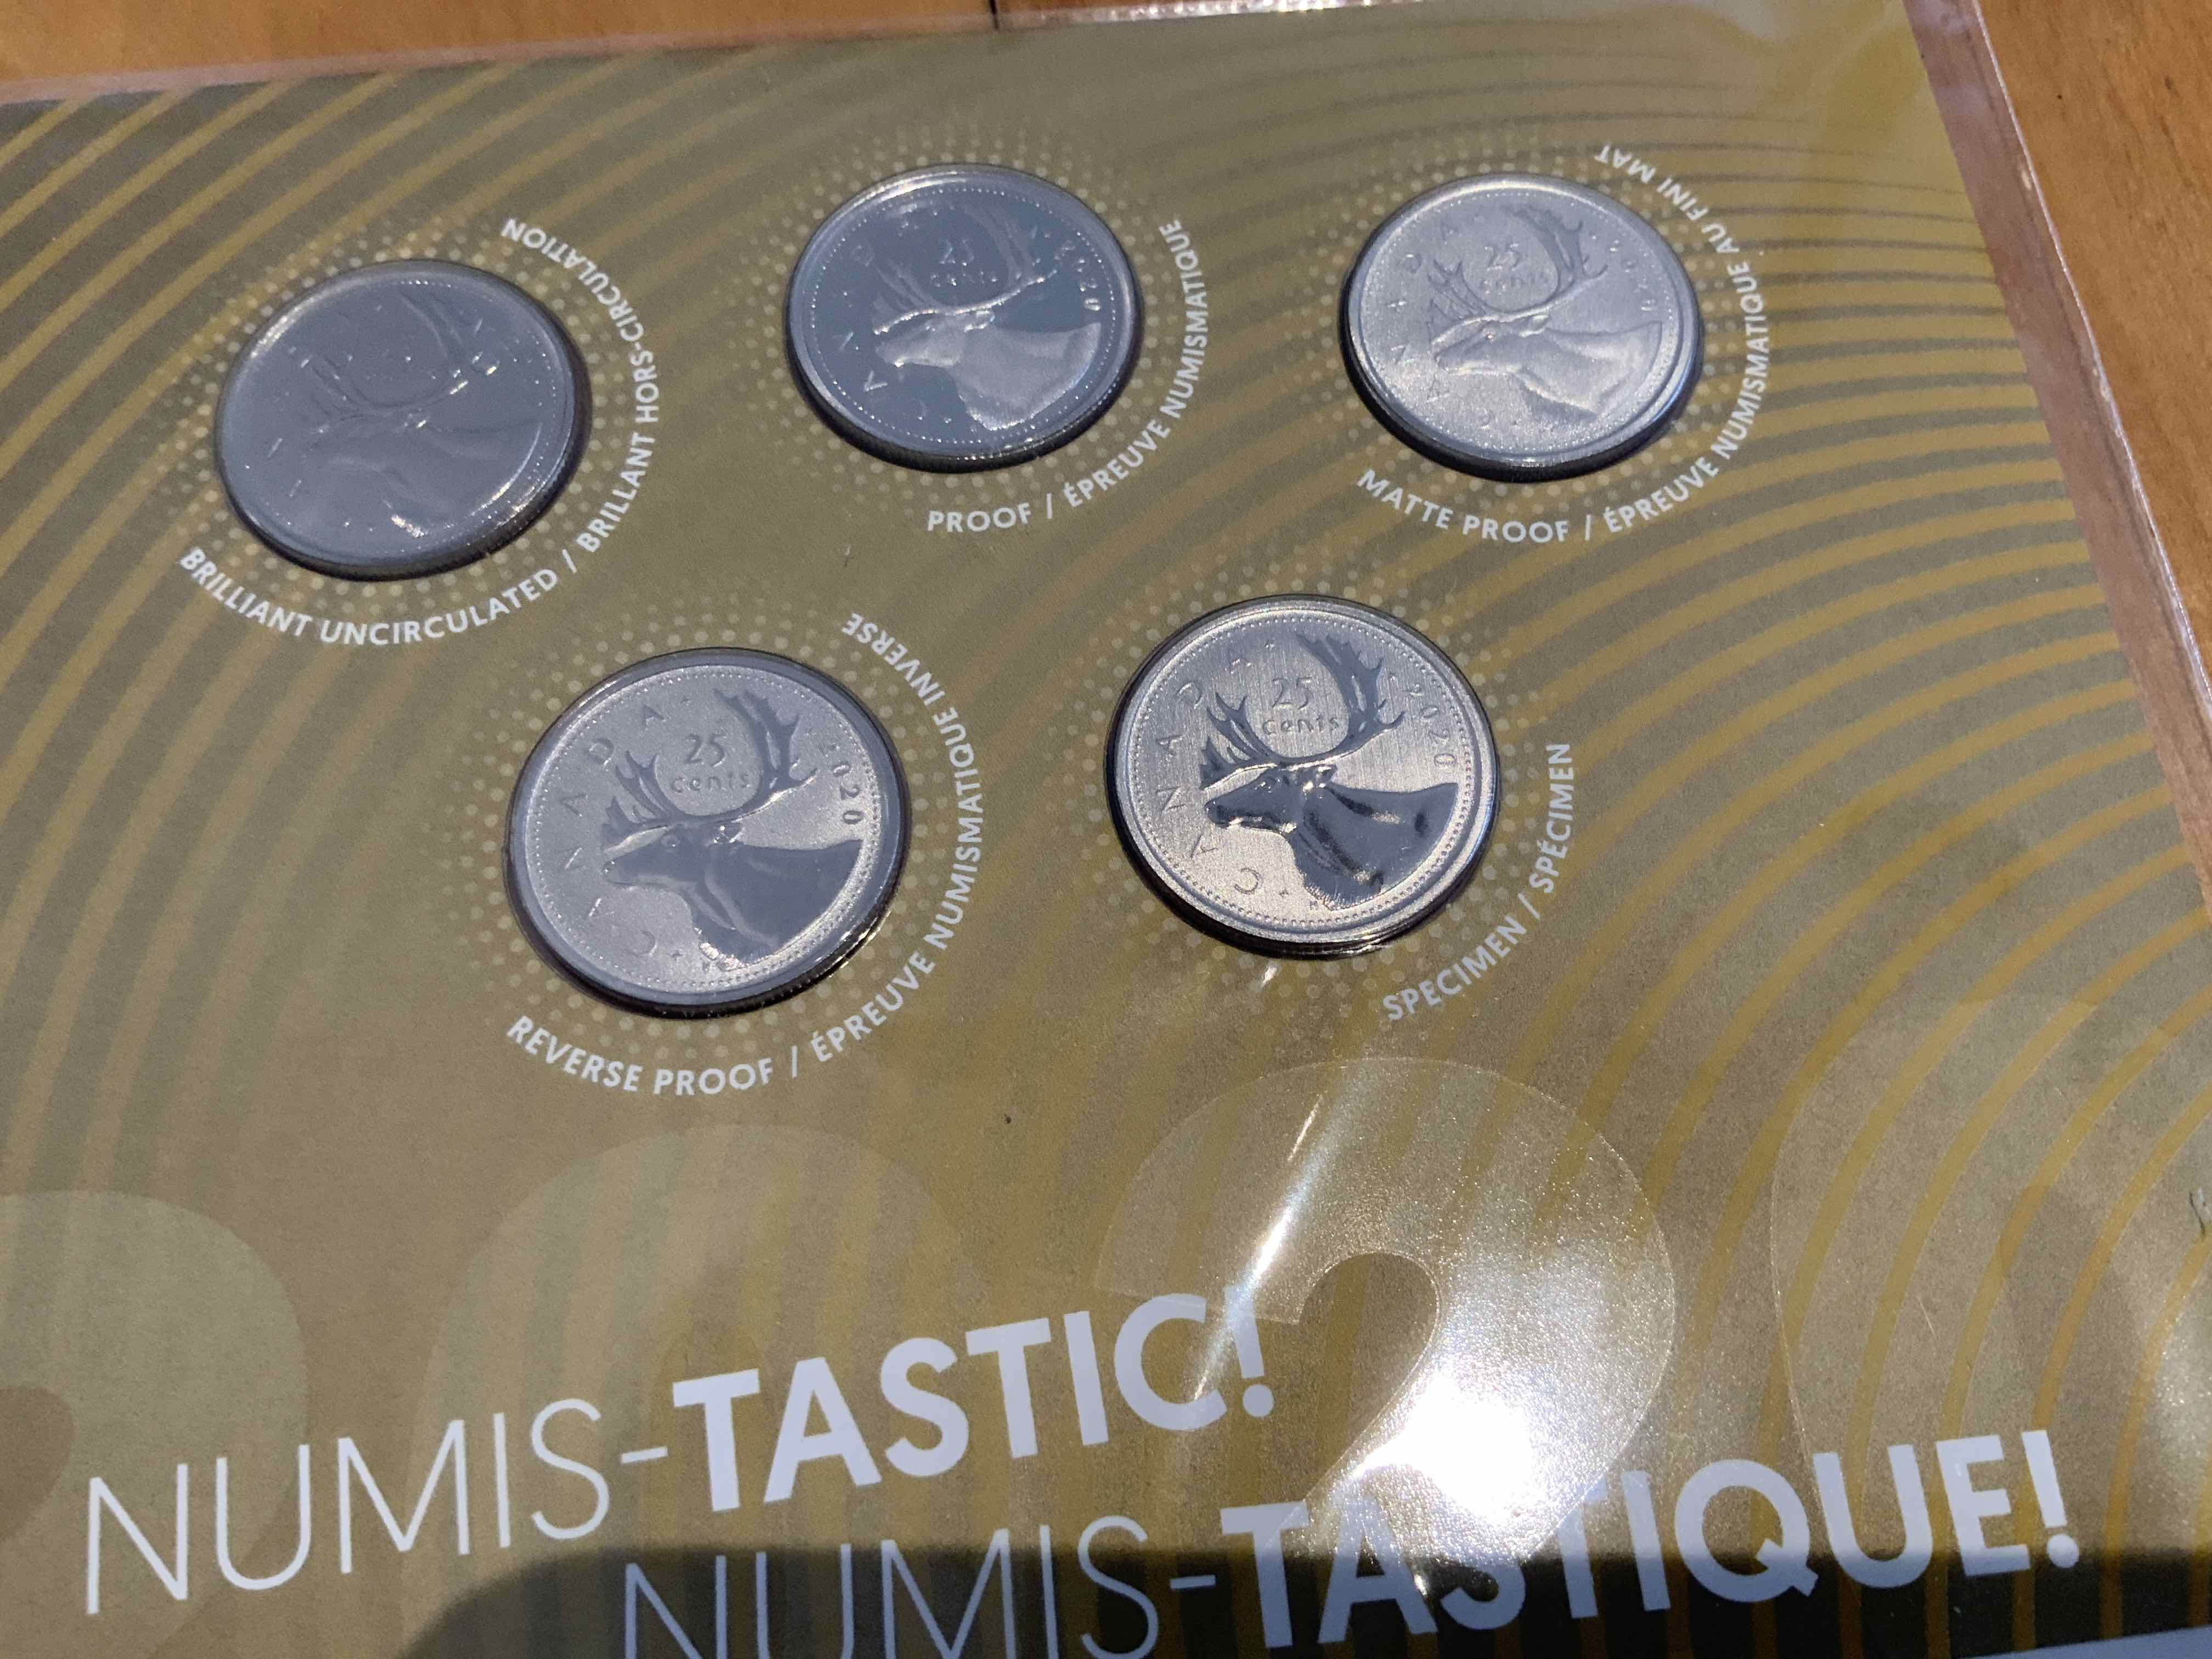 BRILLIANT UNCIRCULATED / BRILLANT HORS-CIRCULATION
25
cents
CANADA
2020
PROOF / ÉPREUVE NUMISMATIQUE
25
cents
CANADA
2020
MATTE PROOF / ÉPREUVE NUMISMATIQUE AU FINI MAT
25
cents
CANADA
2020
REVERSE PROOF / ÉPREUVE NUMISMATIQUE INVERSE
25
cents
CANADA
2020
SPECIMEN / SPÉCIMEN
NUMIS-TASTIC!
NUMIS-TASTIQUE!